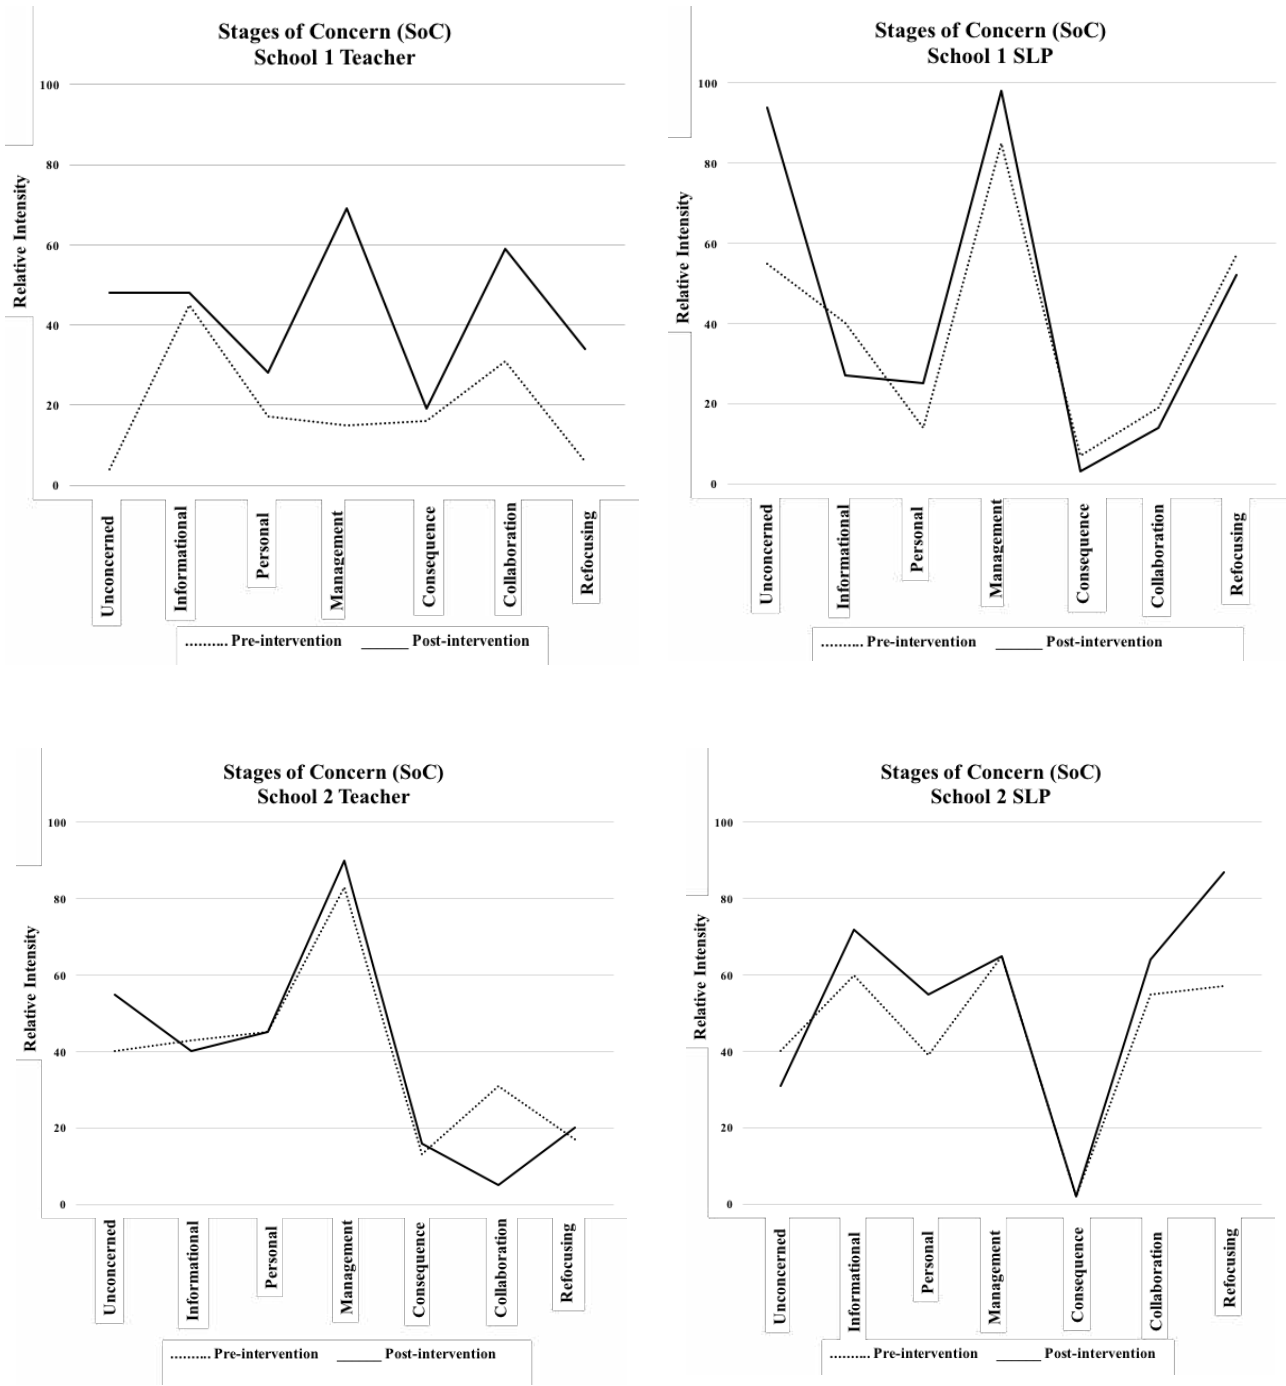 Stages of Concern (SoC)
School 1 Teacher
100
80
60
40
20
0
Relative Intensity
Unconcerned
Informational
Personal
Management
Consequence
Collaboration
Refocusing
.......... Pre-intervention ______ Post-intervention
Stages of Concern (SoC)
School 1 SLP
100
80
60
40
20
0
Relative Intensity
Unconcerned
Informational
Personal
Management
Consequence
Collaboration
Refocusing
.......... Pre-intervention ______ Post-intervention
Stages of Concern (SoC)
School 2 Teacher
100
80
60
40
20
0
Relative Intensity
Unconcerned
Informational
Personal
Management
Consequence
Collaboration
Refocusing
.......... Pre-intervention ______ Post-intervention
Stages of Concern (SoC)
School 2 SLP
100
80
60
40
20
0
Relative Intensity
Unconcerned
Informational
Personal
Management
Consequence
Collaboration
Refocusing
.......... Pre-intervention ______ Post-intervention